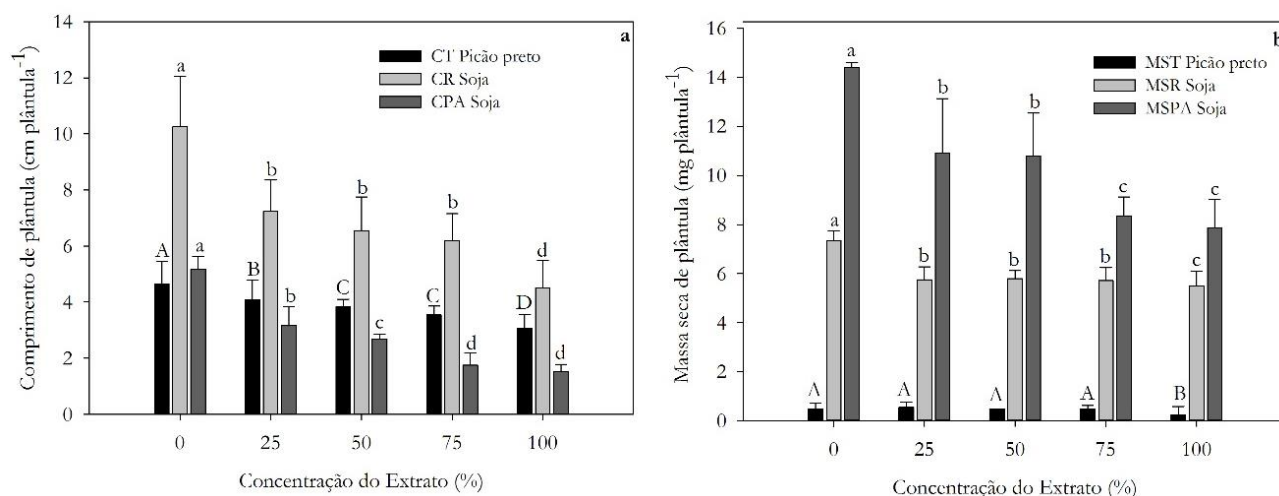 a
CT Picão preto
CR Soja
CPA Soja
Comprimento de plântula (cm plântula⁻¹)
14
12
10
8
6
4
2
0
A a a
B b b
C b c
C b d
D d d
0 25 50 75 100
Concentração do Extrato (%)
b
MST Picão preto
MSR Soja
MSPA Soja
Massa seca de plântula (mg plântula⁻¹)
16
14
12
10
8
6
4
2
0
A a a
A b b
A b b
A b c
B c c
0 25 50 75 100
Concentração do Extrato (%)